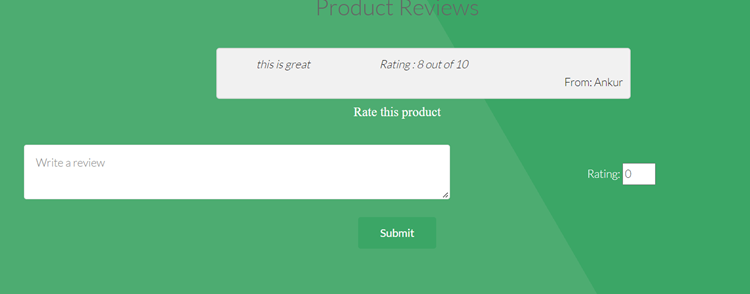 Product Reviews
this is great Rating : 8 out of 10
From: Ankur
Rate this product
Write a review
Rating: 0
Submit